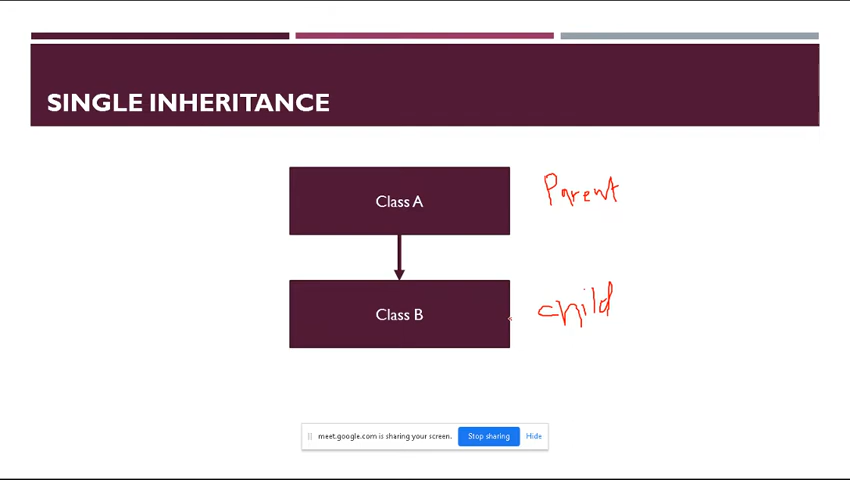 SINGLE INHERITANCE
Class A
Parent
Class B
child
meet.google.com is sharing your screen. Stop sharing Hide